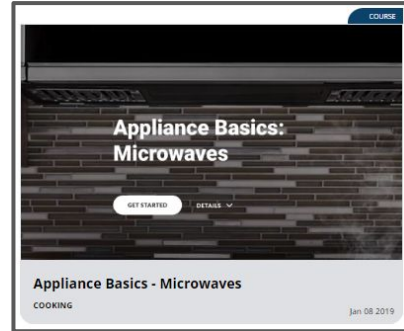 COURSE
Appliance Basics:
Microwaves
GET STARTED
DETAILS
Appliance Basics - Microwaves
COOKING
Jan 08 2019